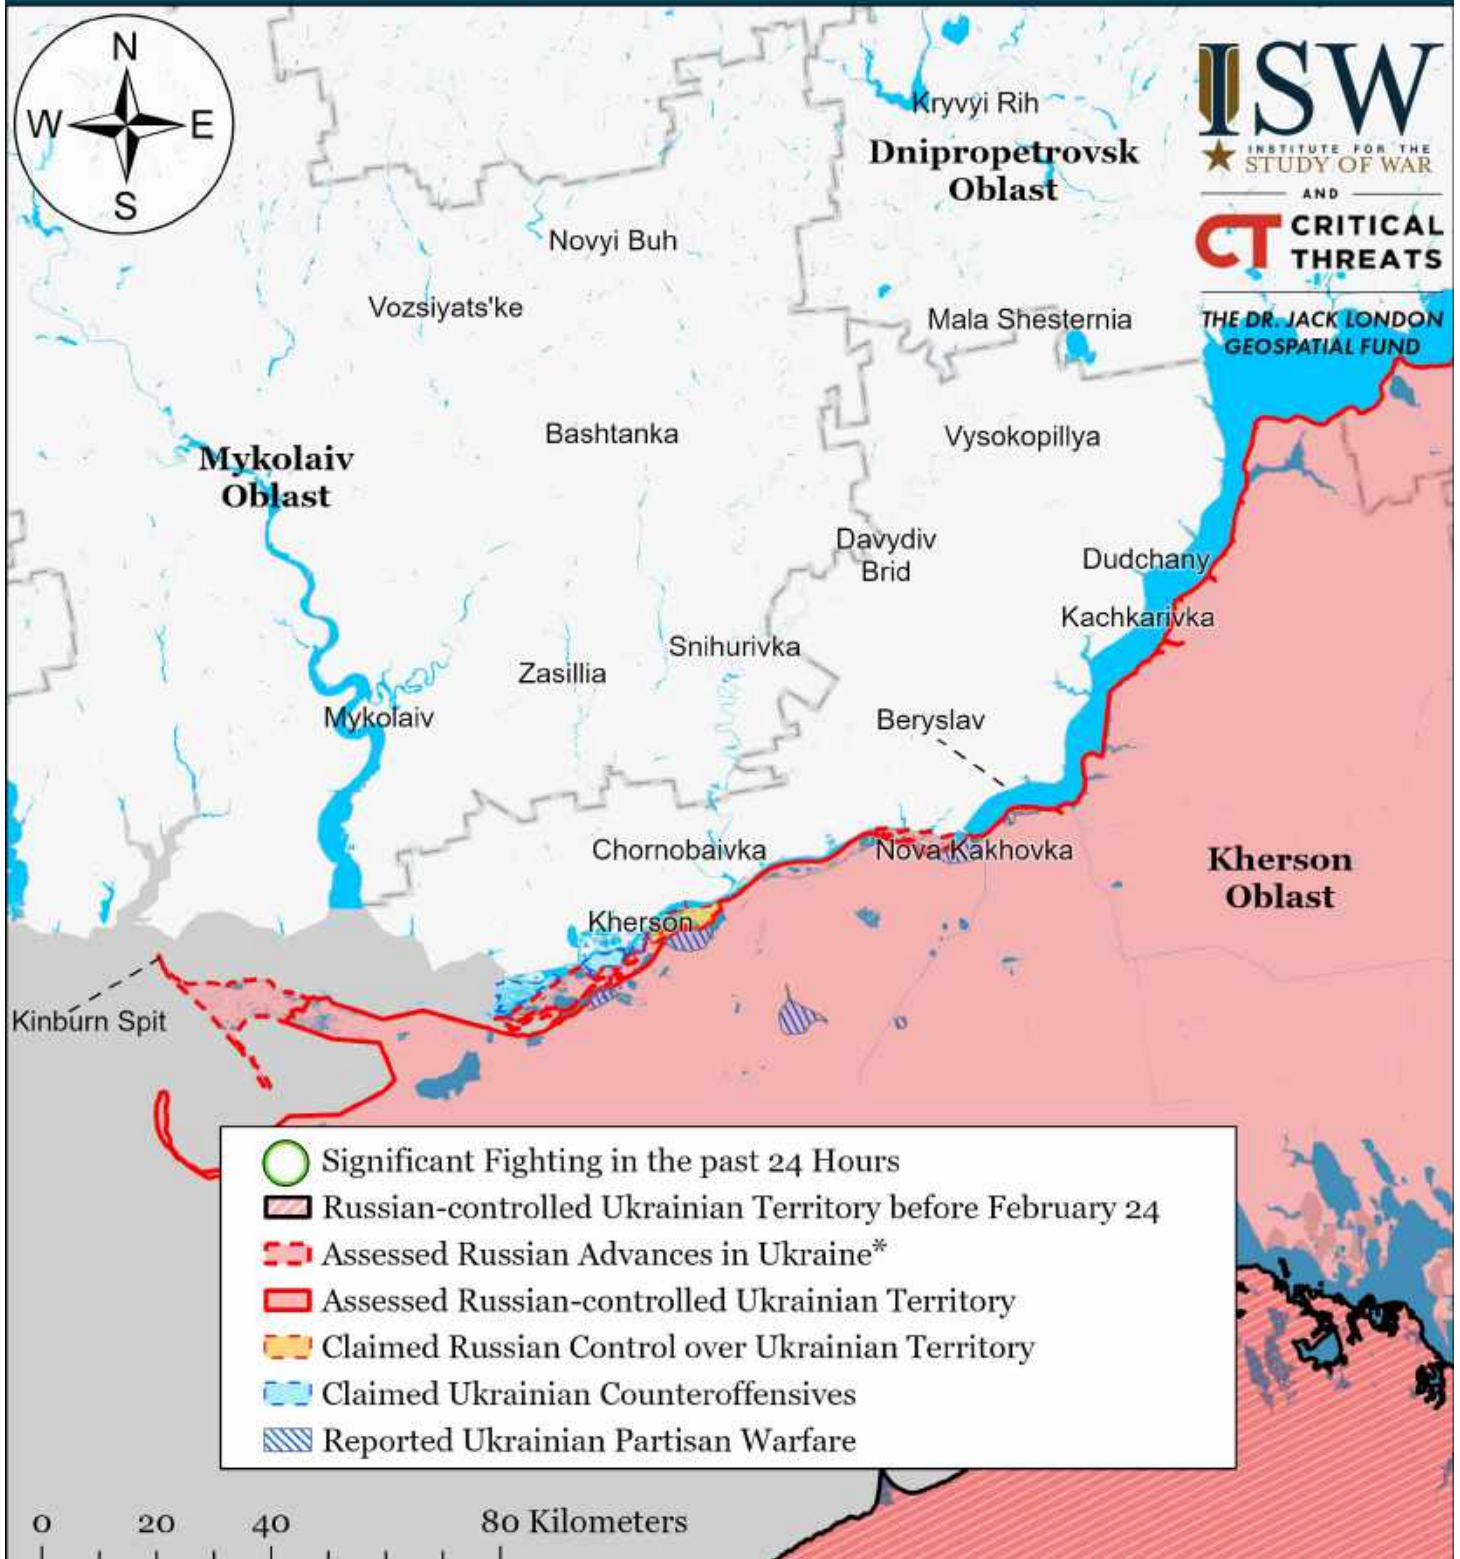 N
W
E
S
ISW
INSTITUTE FOR THE
STUDY OF WAR
AND
CT CRITICAL
THREATS
THE DR. JACK LONDON
GEOSPATIAL FUND
Kryvyi Rih
Dnipropetrovsk
Oblast
Novyi Buh
Vozsiyats'ke
Mala Shesternia
Bashtanka
Vysokopillya
Mykolaiv
Oblast
Davydiv
Brid
Dudchany
Kachkarivka
Snihurivka
Zasillia
Mykolaiv
Beryslav
Chornobaivka
Nova Kakhovka
Kherson
Oblast
Kherson
Kinburn Spit
Significant Fighting in the past 24 Hours
Russian-controlled Ukrainian Territory before February 24
Assessed Russian Advances in Ukraine*
Assessed Russian-controlled Ukrainian Territory
Claimed Russian Control over Ukrainian Territory
Claimed Ukrainian Counteroffensives
Reported Ukrainian Partisan Warfare
0 20 40 80 Kilometers